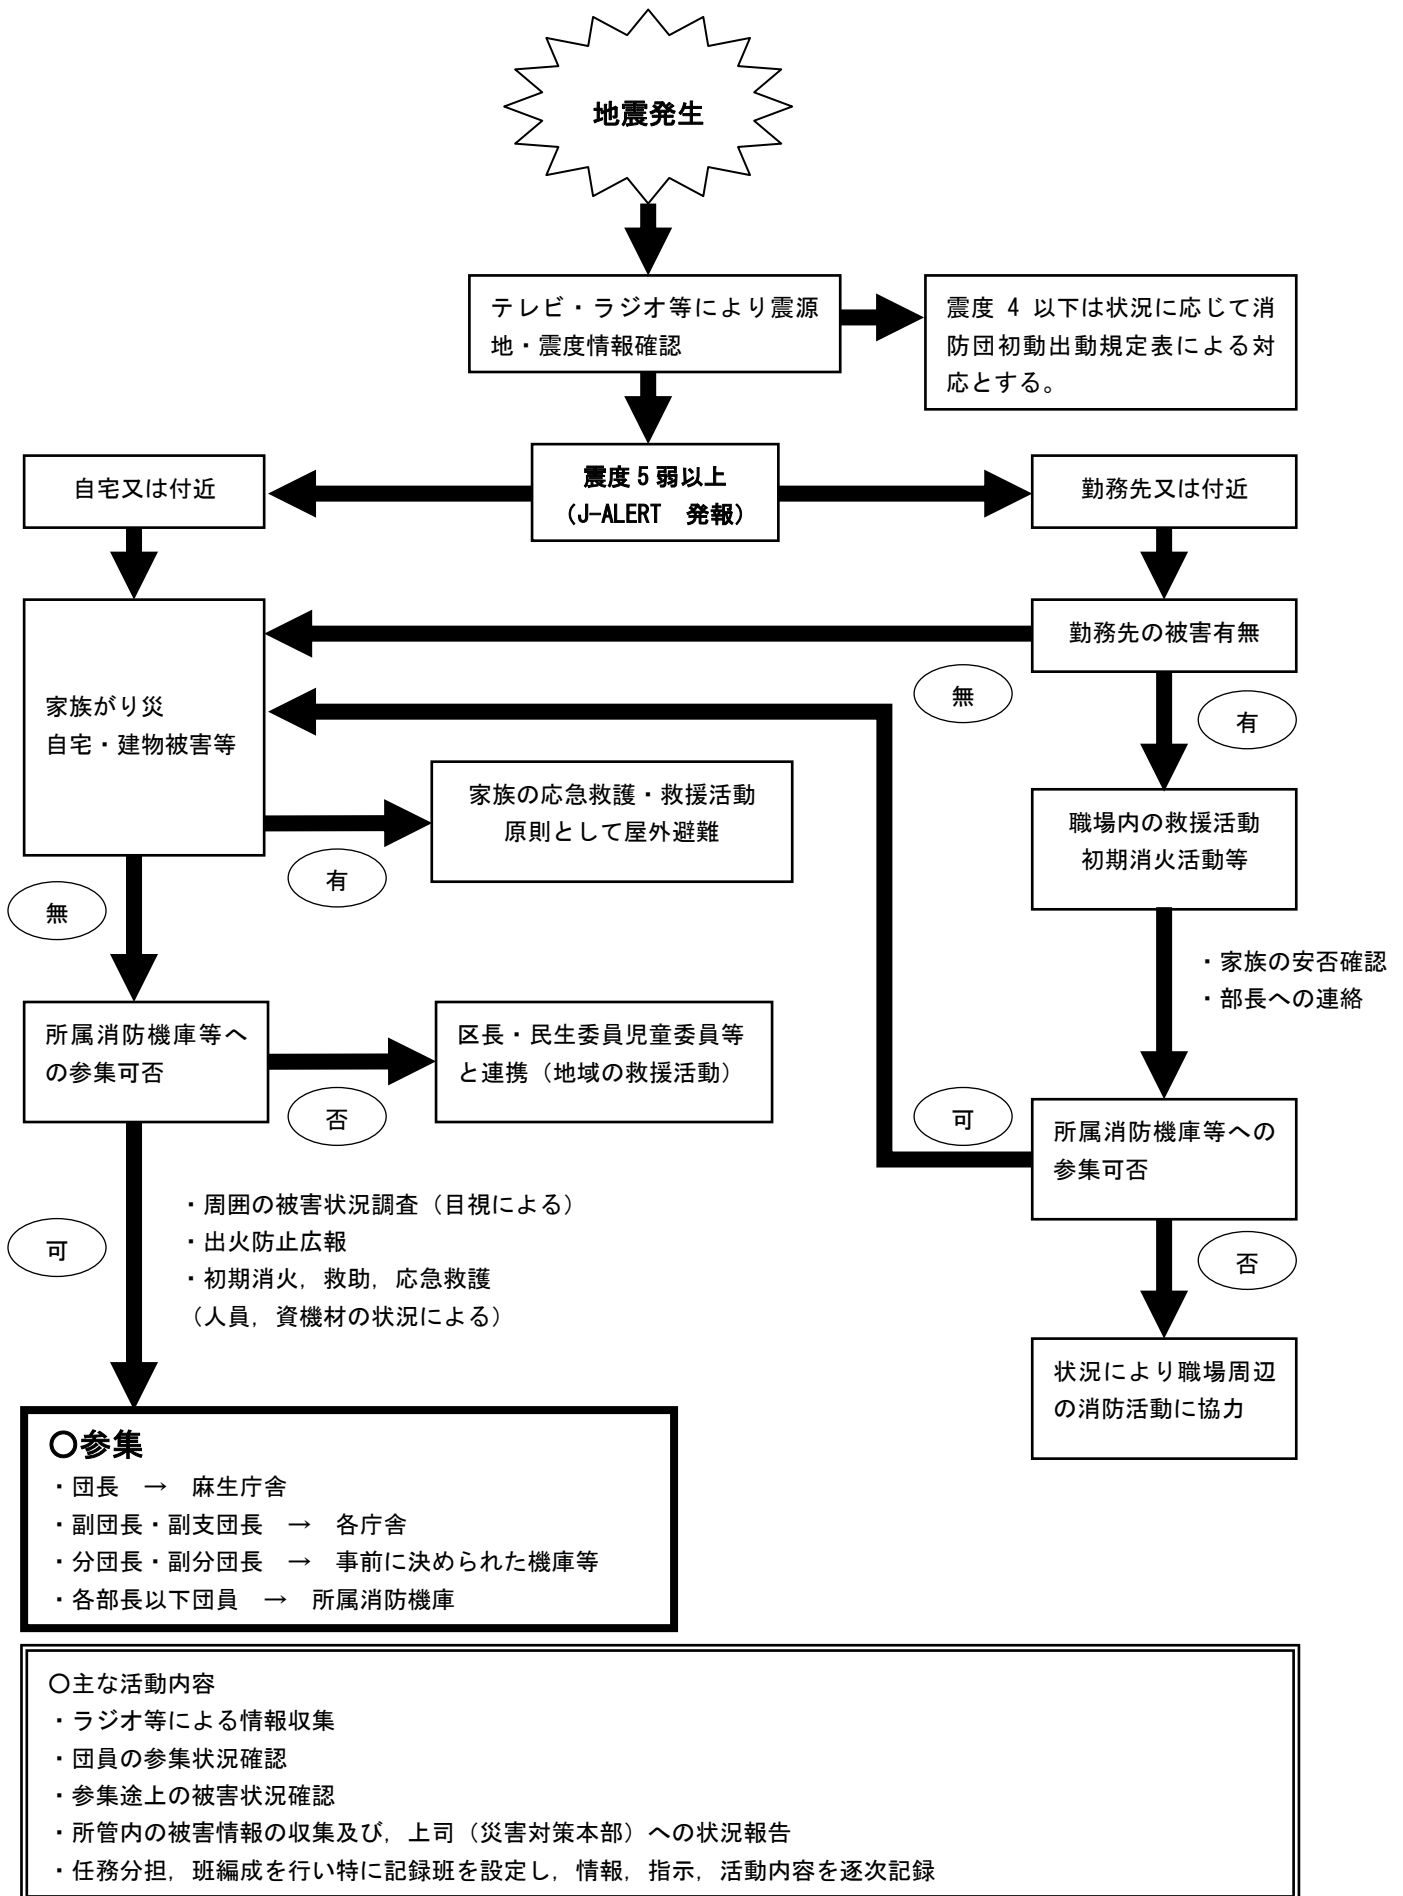 地震発生
テレビ・ラジオ等により震源
地・震度情報確認
震度 4 以下は状況に応じて消
防団初動出動規定表による対
応とする。
自宅又は付近
震度5弱以上
（J-ALERT　発報）
勤務先又は付近
家族がり災
自宅・建物被害等
勤務先の被害有無
無
有
家族の応急救護・救援活動
原則として屋外避難
有
職場内の救援活動
初期消火活動等
無
・家族の安否確認
・部長への連絡
所属消防機庫等へ
の参集可否
区長・民生委員児童委員等
と連携（地域の救援活動）
否
可
所属消防機庫等への
参集可否
・周囲の被害状況調査（目視による）
・出火防止広報
・初期消火，救助，応急救護
（人員，資機材の状況による）
可
否
状況により職場周辺
の消防活動に協力
〇参集
・団長　→　麻生庁舎
・副団長・副支団長　→　各庁舎
・分団長・副分団長　→　事前に決められた機庫等
・各部長以下団員　→　所属消防機庫
〇主な活動内容
・ラジオ等による情報収集
・団員の参集状況確認
・参集途上の被害状況確認
・所管内の被害情報の収集及び，上司（災害対策本部）への状況報告
・任務分担，班編成を行い特に記録班を設定し，情報，指示，活動内容を逐次記録